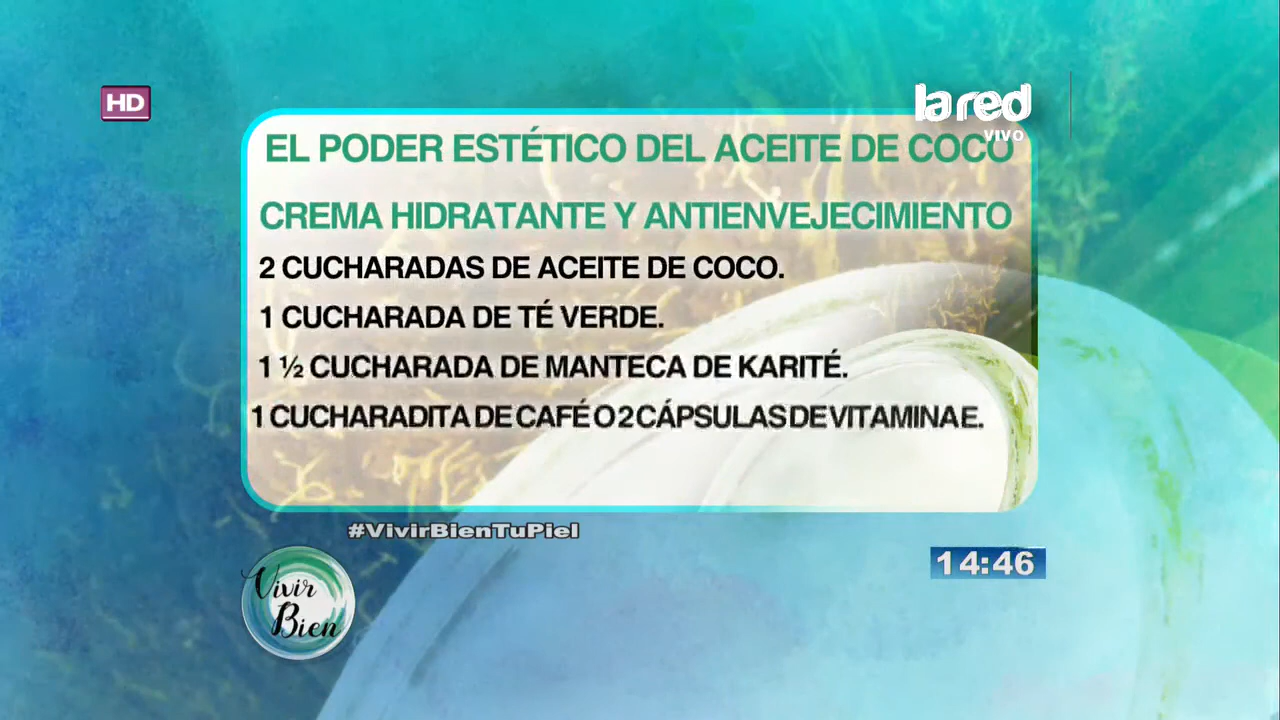 HD
la red
VIVO
EL PODER ESTÉTICO DEL ACEITE DE COCO
CREMA HIDRATANTE Y ANTIENVEJECIMIENTO
2 CUCHARADAS DE ACEITE DE COCO.
1 CUCHARADA DE TÉ VERDE.
1 ½ CUCHARADA DE MANTECA DE KARITÉ.
1 CUCHARADITA DE CAFÉ O 2 CÁPSULAS DE VITAMINA E.
#VivirBienTuPiel
14:46
Vivir
Bien